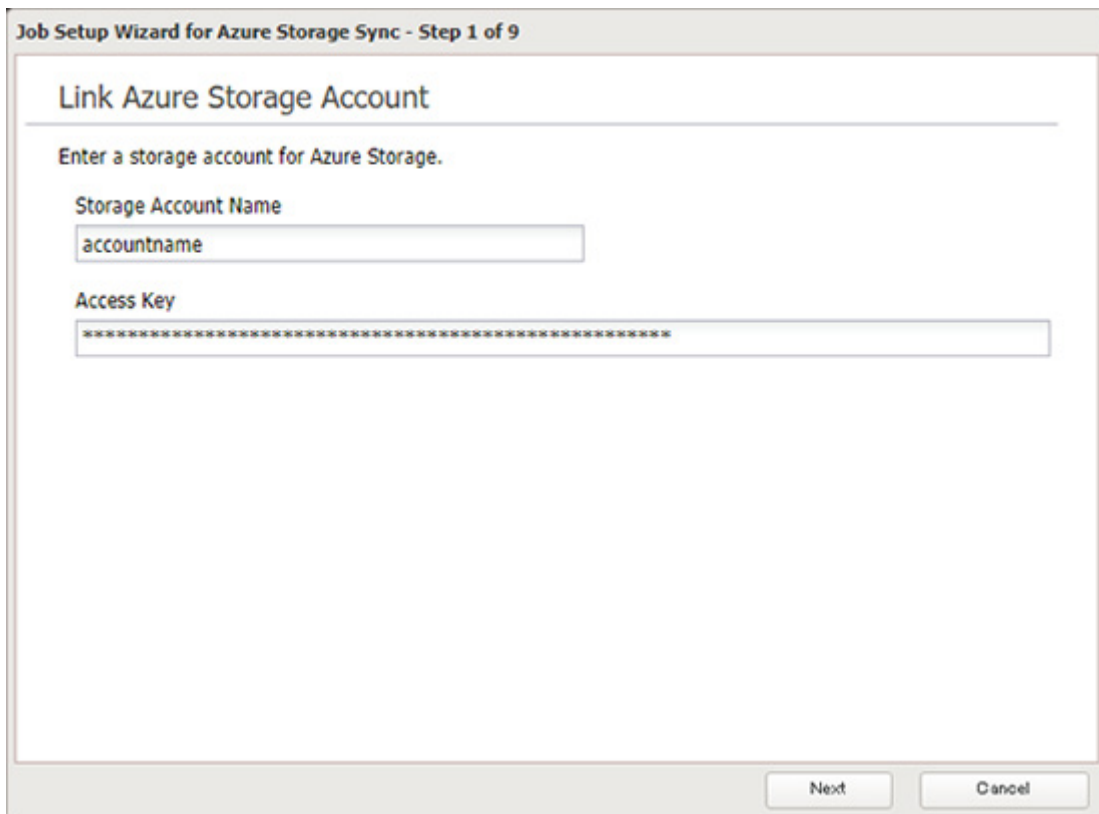 Job Setup Wizard for Azure Storage Sync - Step 1 of 9
Link Azure Storage Account
Enter a storage account for Azure Storage.
Storage Account Name
accountname
Access Key
*****************************************************
Next Cancel